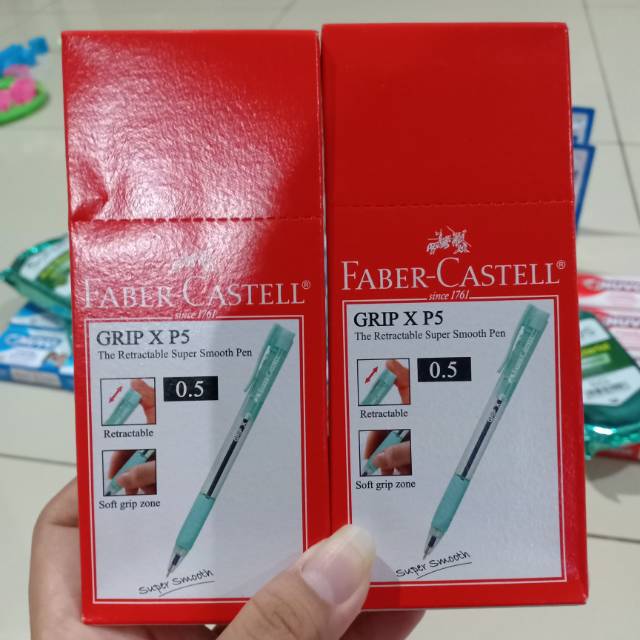 FABER-CASTELL®
since 1761
GRIP X P5
The Retractable Super Smooth Pen
0.5
Retractable
Soft grip zone
Super Smooth
FABER-CASTELL®
since 1761
GRIP X P5
The Retractable Super Smooth Pen
0.5
Retractable
Soft grip zone
Super Smooth